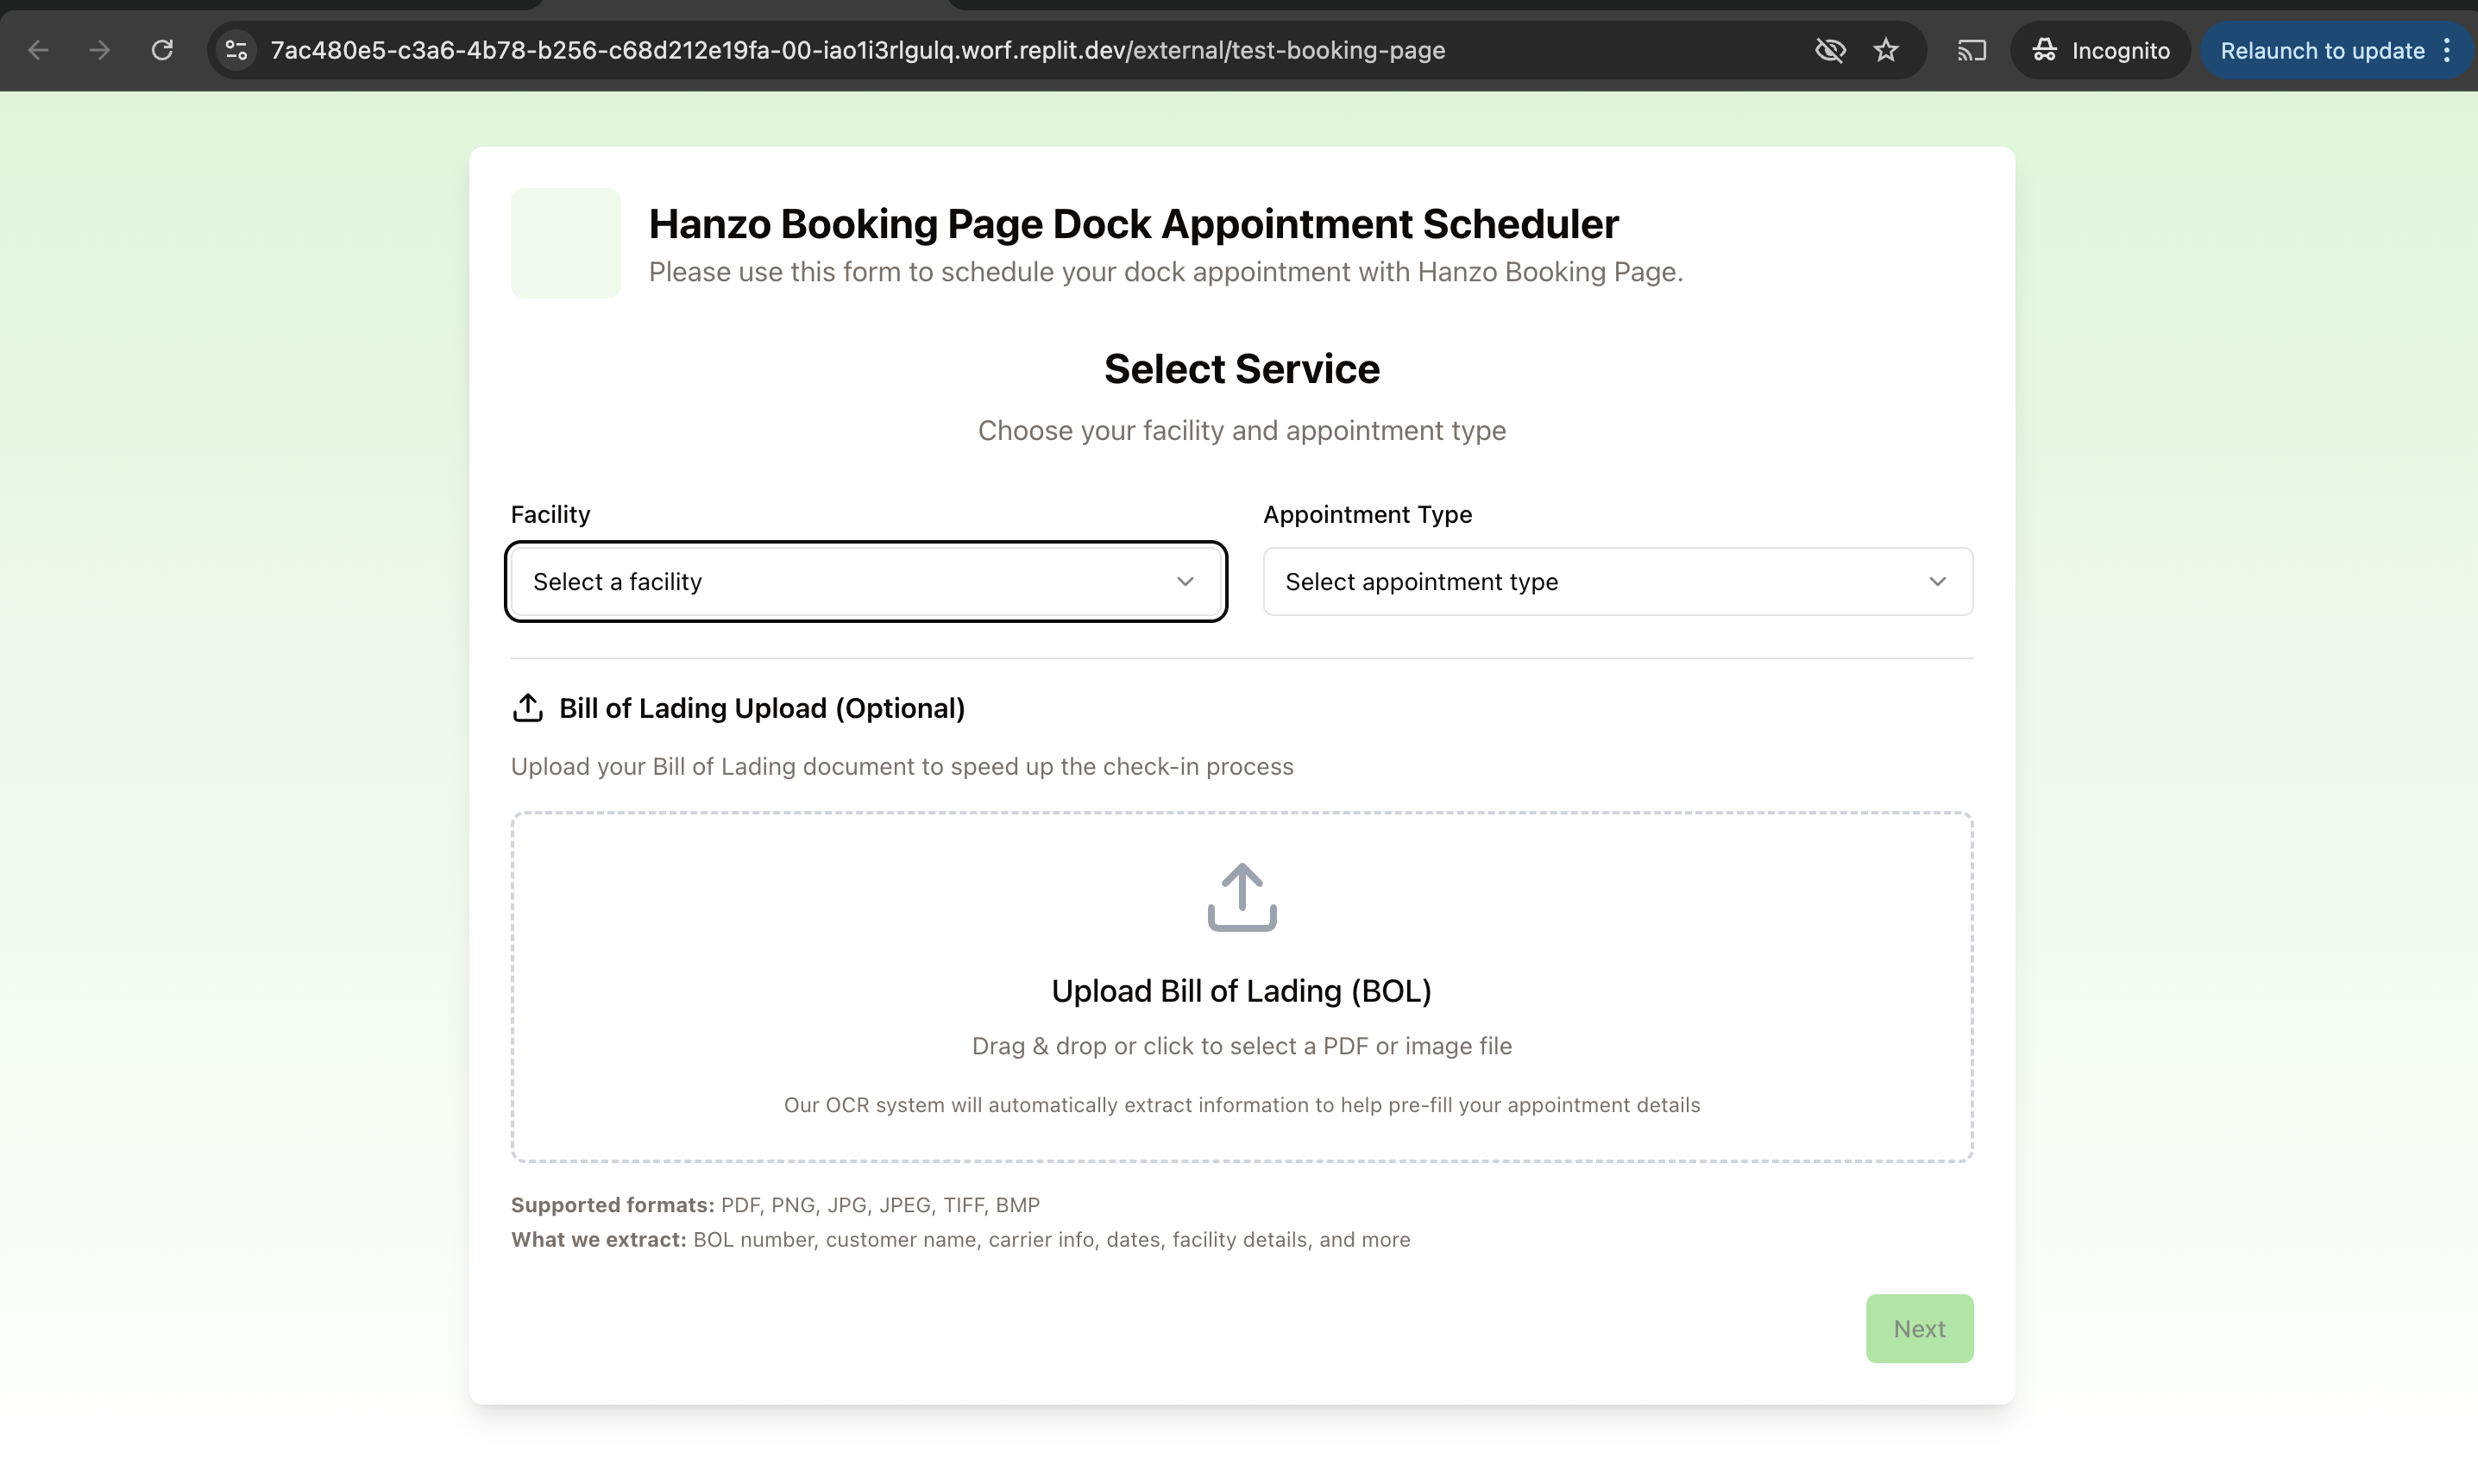 7ac480e5-c3a6-4b78-b256-c68d212e19fa-00-iao1i3rlgulq.worf.replit.dev/external/test-booking-page
Incognito
Relaunch to update
Hanzo Booking Page Dock Appointment Scheduler
Please use this form to schedule your dock appointment with Hanzo Booking Page.
Select Service
Choose your facility and appointment type
Facility
Appointment Type
Select a facility
Select appointment type
Bill of Lading Upload (Optional)
Upload your Bill of Lading document to speed up the check-in process
Upload Bill of Lading (BOL)
Drag & drop or click to select a PDF or image file
Our OCR system will automatically extract information to help pre-fill your appointment details
Supported formats: PDF, PNG, JPG, JPEG, TIFF, BMP
What we extract: BOL number, customer name, carrier info, dates, facility details, and more
Next